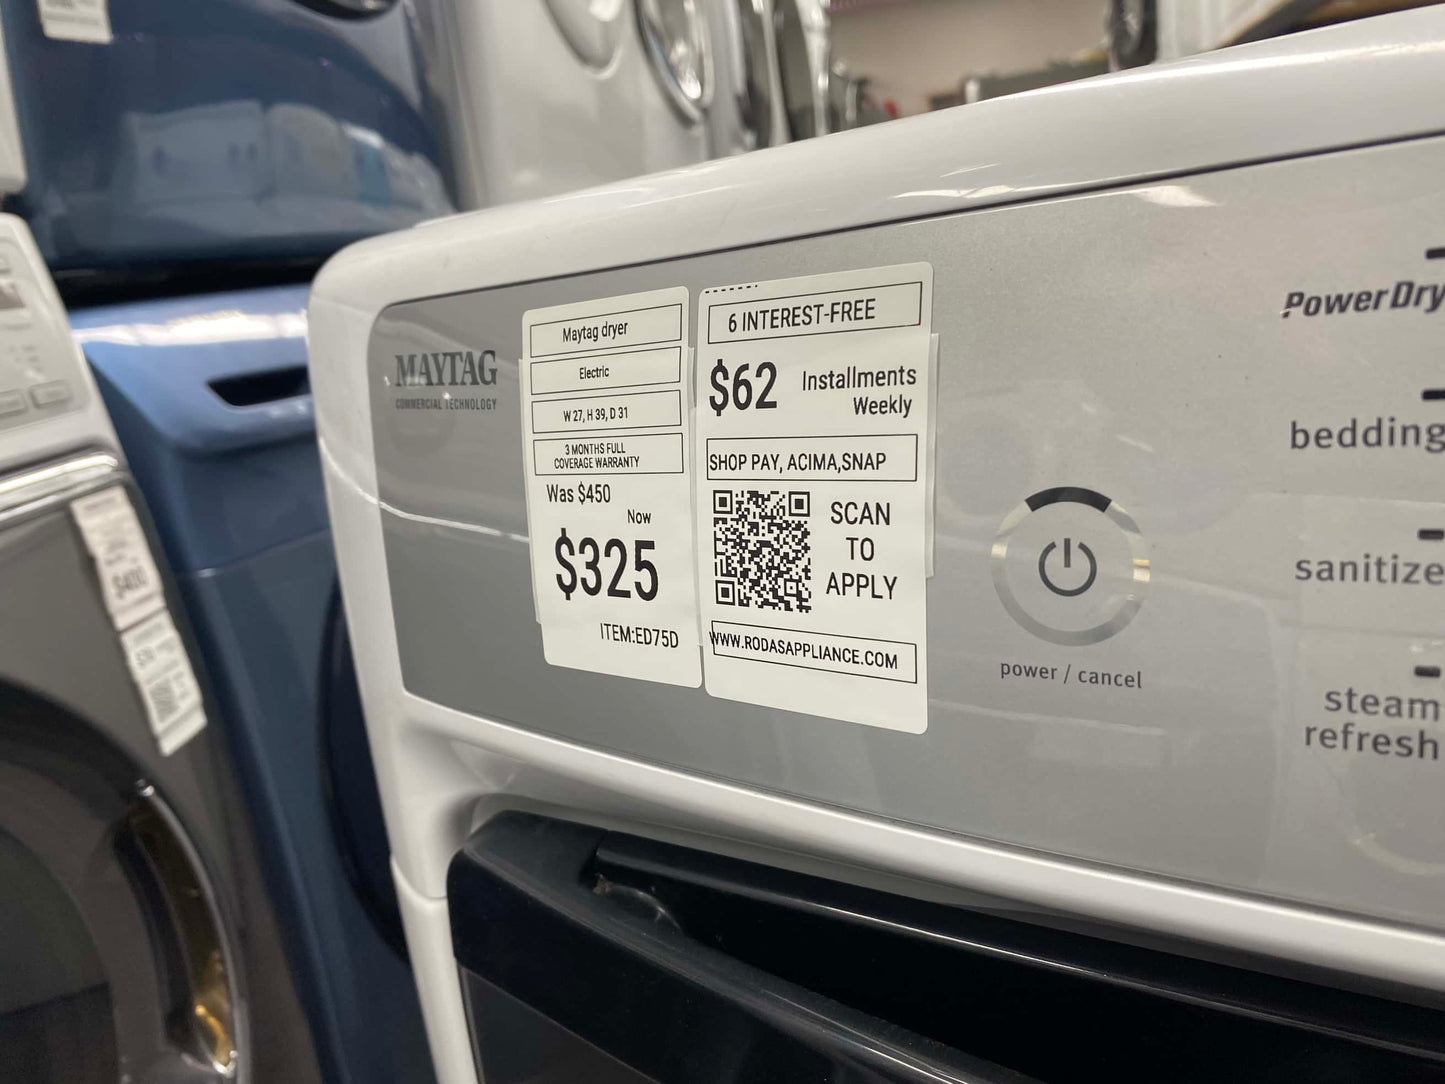 MAYTAG
COMMERCIAL TECHNOLOGY
Maytag dryer
Electric
W 27, H 39, D 31
3 MONTHS FULL
COVERAGE WARRANTY
Was $450
Now
$325
ITEM:ED75D
6 INTEREST-FREE
$62 Installments
Weekly
SHOP PAY, ACIMA,SNAP
SCAN
TO
APPLY
WWW.RODASAPPLIANCE.COM
power / cancel
PowerDry
bedding
sanitize
steam
refresh
$400